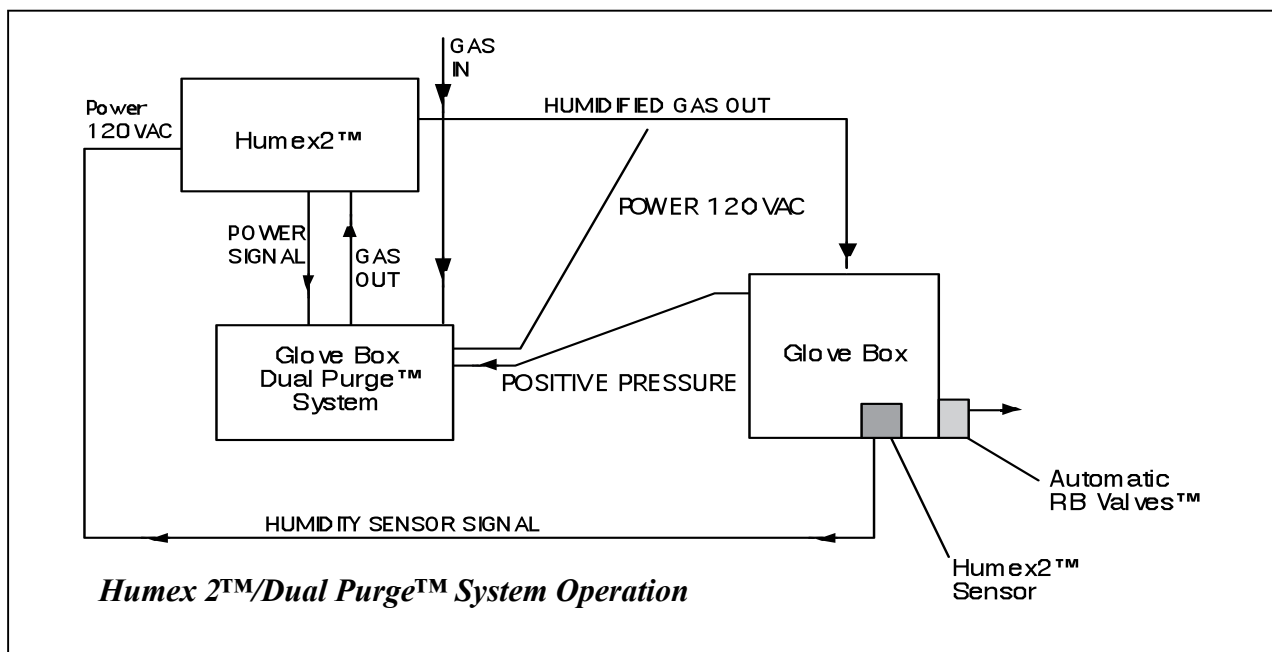 GAS
IN
Power
120VAC
HUMIDIFIED GAS OUT
Humex2™
POWER 120VAC
POWER
SIGNAL
GAS
OUT
Glove Box
Dual Purge™
System
Glove Box
POSITIVE PRESSURE
Automatic
RB Valves™
HUMIDITY SENSOR SIGNAL
Humex2™
Sensor
Humex 2™/Dual Purge™ System Operation